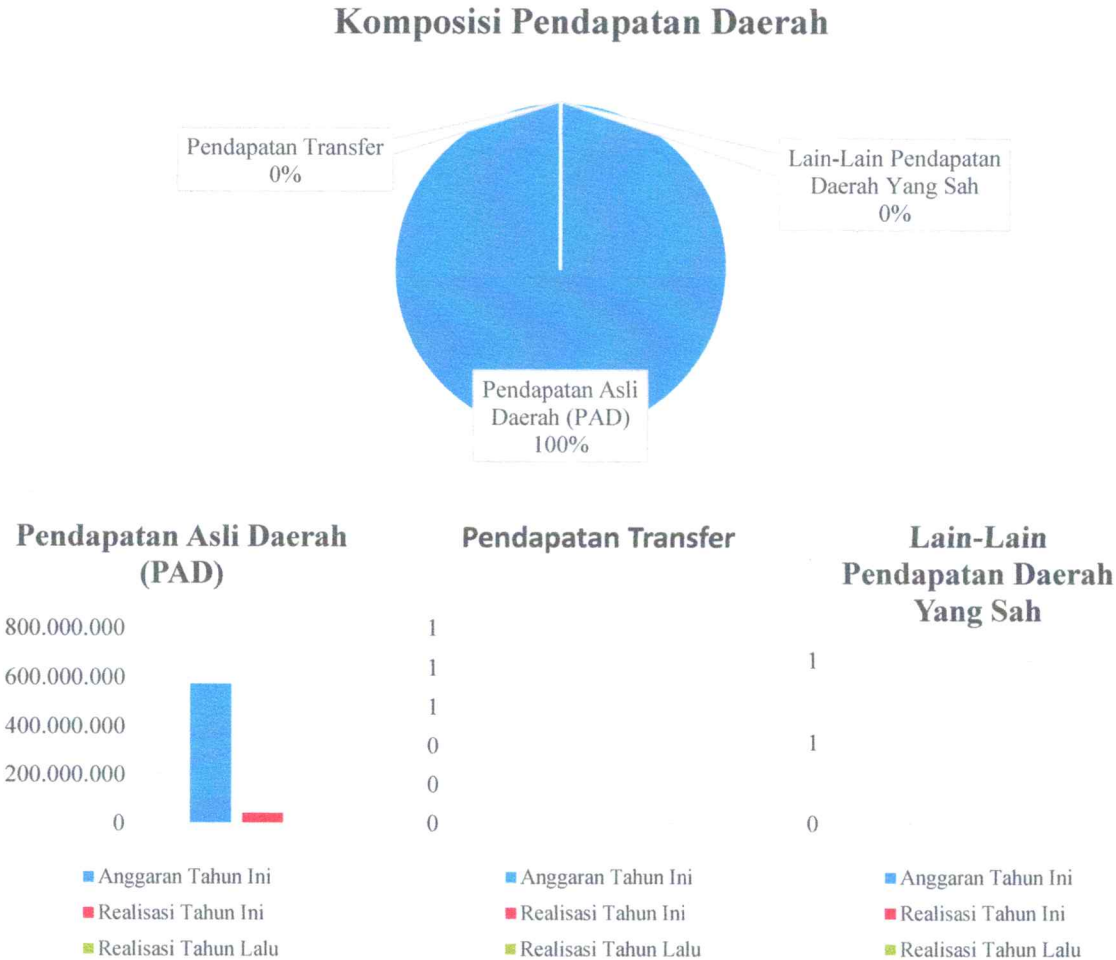 Komposisi Pendapatan Daerah
Pendapatan Transfer
0%
Lain-Lain Pendapatan
Daerah Yang Sah
0%
Pendapatan Asli
Daerah (PAD)
100%
Pendapatan Asli Daerah
(PAD)
800.000.000
600.000.000
400.000.000
200.000.000
0
Anggaran Tahun Ini
Realisasi Tahun Ini
Realisasi Tahun Lalu
Pendapatan Transfer
1
1
1
0
0
0
Anggaran Tahun Ini
Realisasi Tahun Ini
Realisasi Tahun Lalu
Lain-Lain
Pendapatan Daerah
Yang Sah
1
1
0
Anggaran Tahun Ini
Realisasi Tahun Ini
Realisasi Tahun Lalu